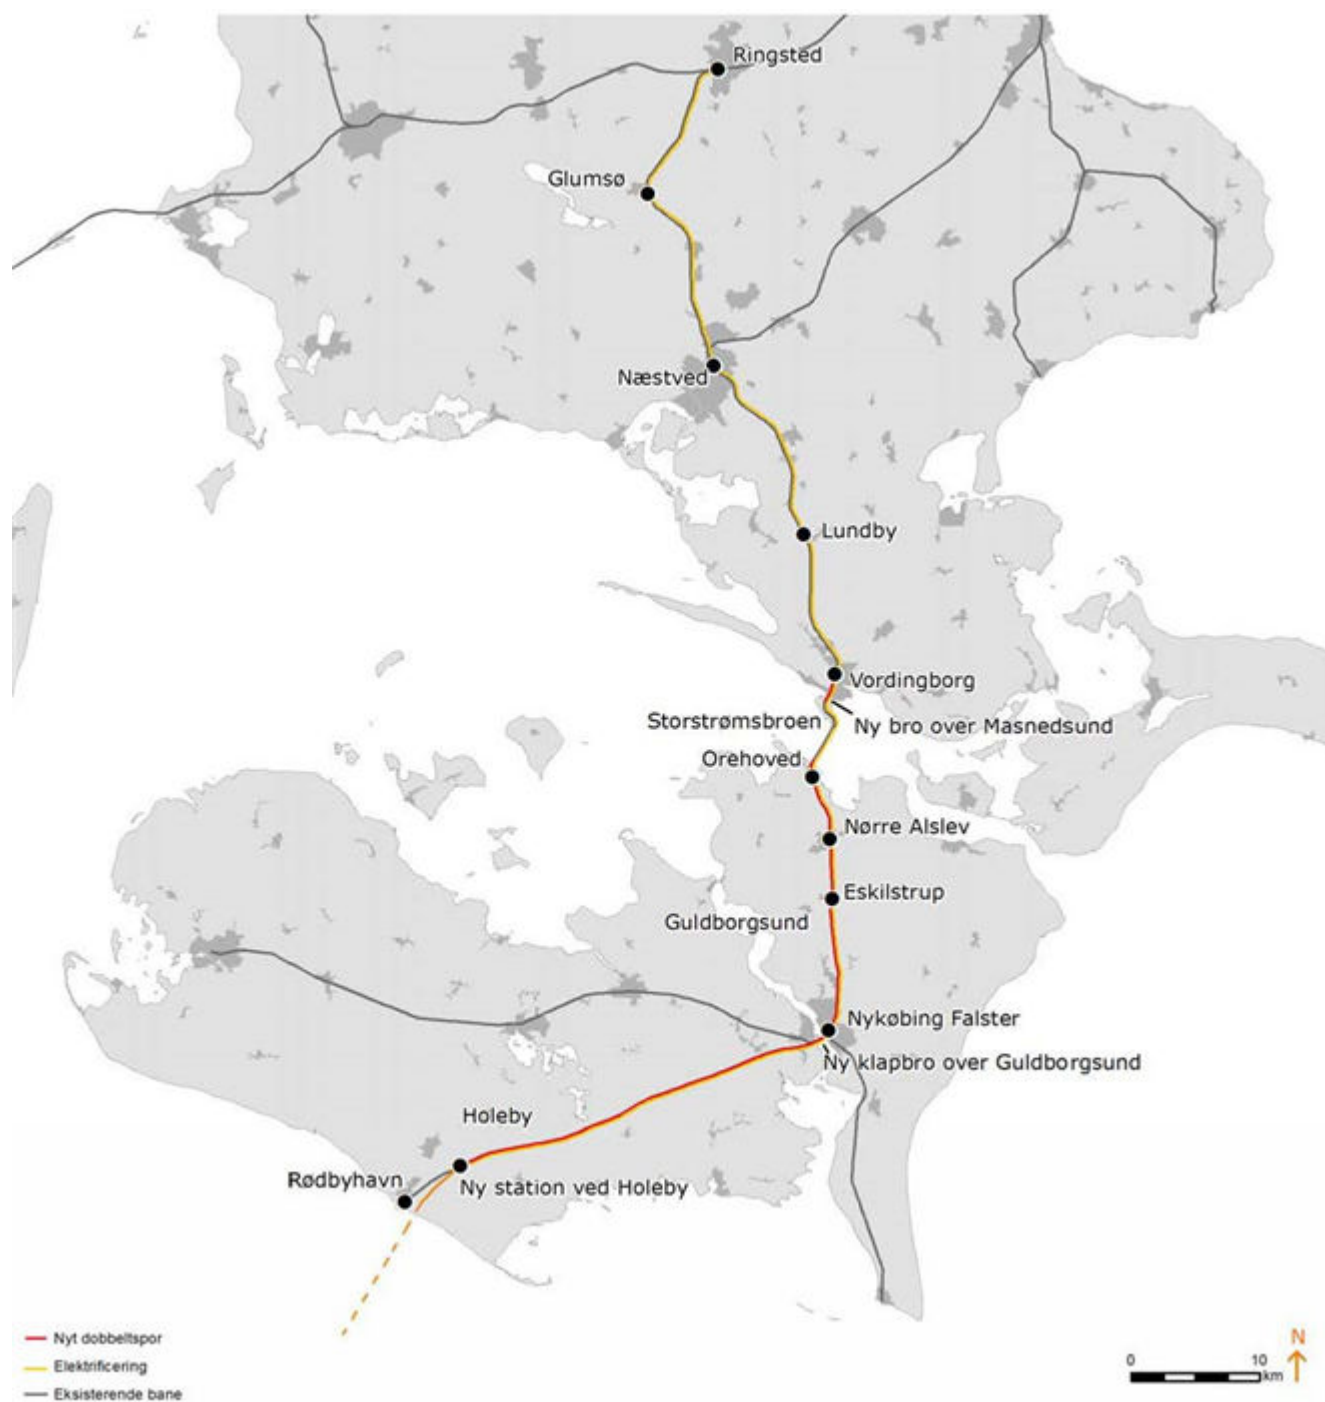 Ringsted
Glumsø
Næstved
Lundby
Vordingborg
Storstrømsbroen
Ny bro over Masnedsund
Orehoved
Nørre Alslev
Eskilstrup
Guldborgsund
Nykøbing Falster
Ny klapbro over Guldborgsund
Holeby
Rødbyhavn
Ny station ved Holeby
Nyt dobbeltspor
Elektrificering
Eksisterende bane
N
0 10
km